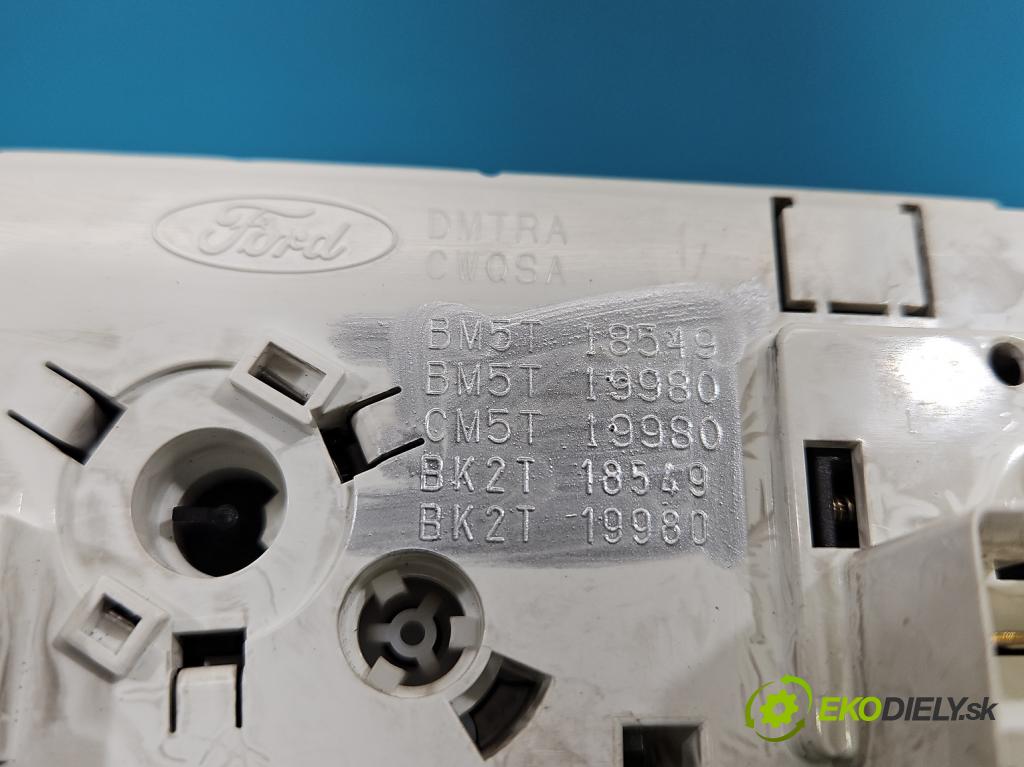 Ford
DMTRA
CWQSA
BM5T 18549
BM5T 19980
CM5T 19980
BK2T 18549
BK2T 19980
EKODIELY.sk